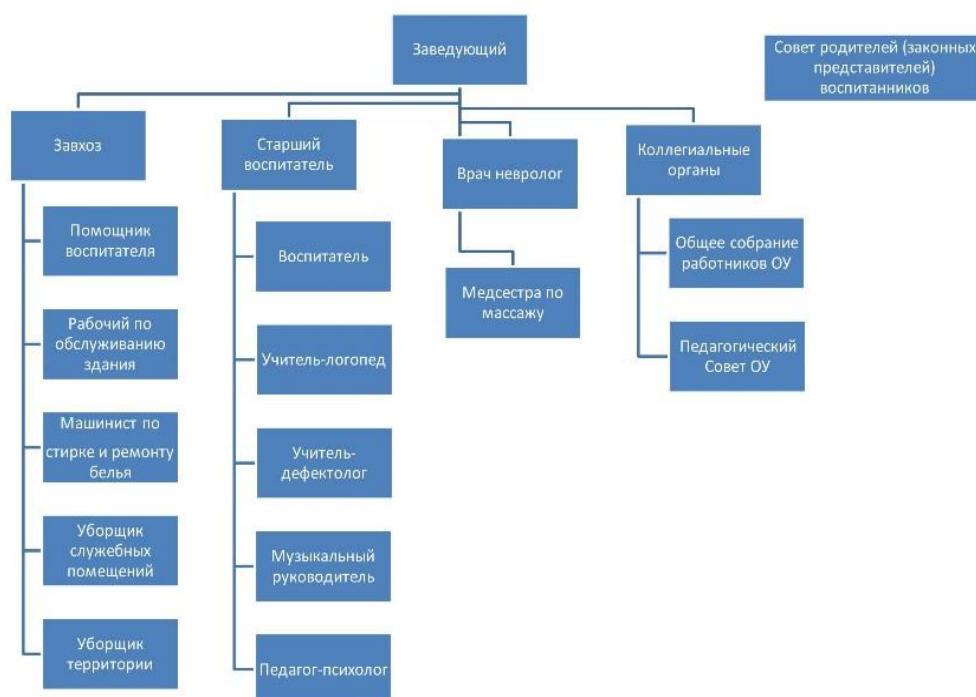 Заведующий
Совет родителей (законных
представителей)
воспитанников
Завхоз
Старший
воспитатель
Врач невролог
Коллегиальные
органы
Помощник
воспитателя
Рабочий по
обслуживанию
здания
Машинист по
стирке и ремонту
белья
Уборщик
служебных
помещений
Уборщик
территории
Воспитатель
Учитель-логопед
Учитель-
дефектолог
Музыкальный
руководитель
Педагог-психолог
Медсестра по
массажу
Общее собрание
работников ОУ
Педагогический
Совет ОУ